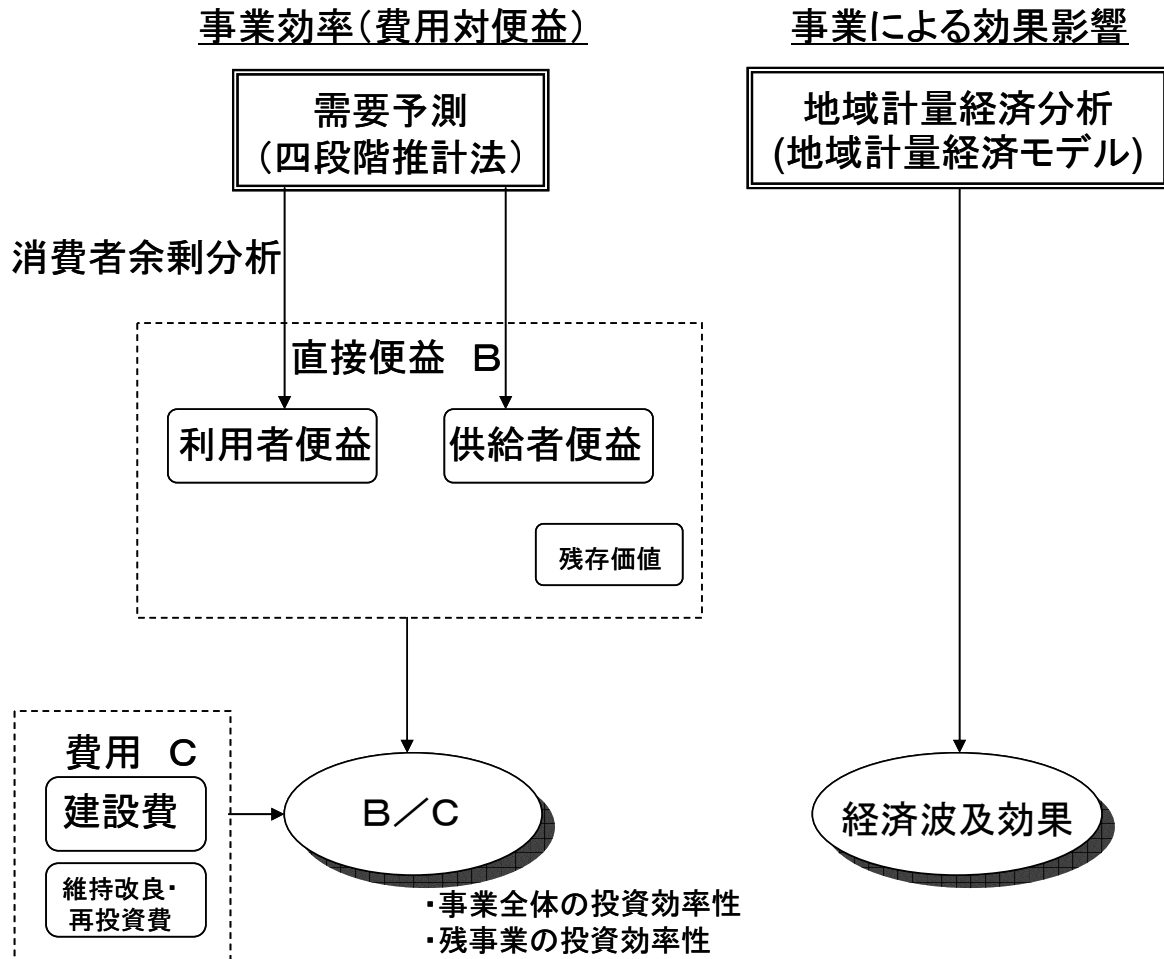 事業効率(費用対便益)
事業による効果影響
需要予測
(四段階推計法)
地域計量経済分析
(地域計量経済モデル)
消費者余剰分析
直接便益 B
利用者便益
供給者便益
残存価値
費用 C
建設費
維持改良・
再投資費
B/C
経済波及効果
・事業全体の投資効率性
・残事業の投資効率性